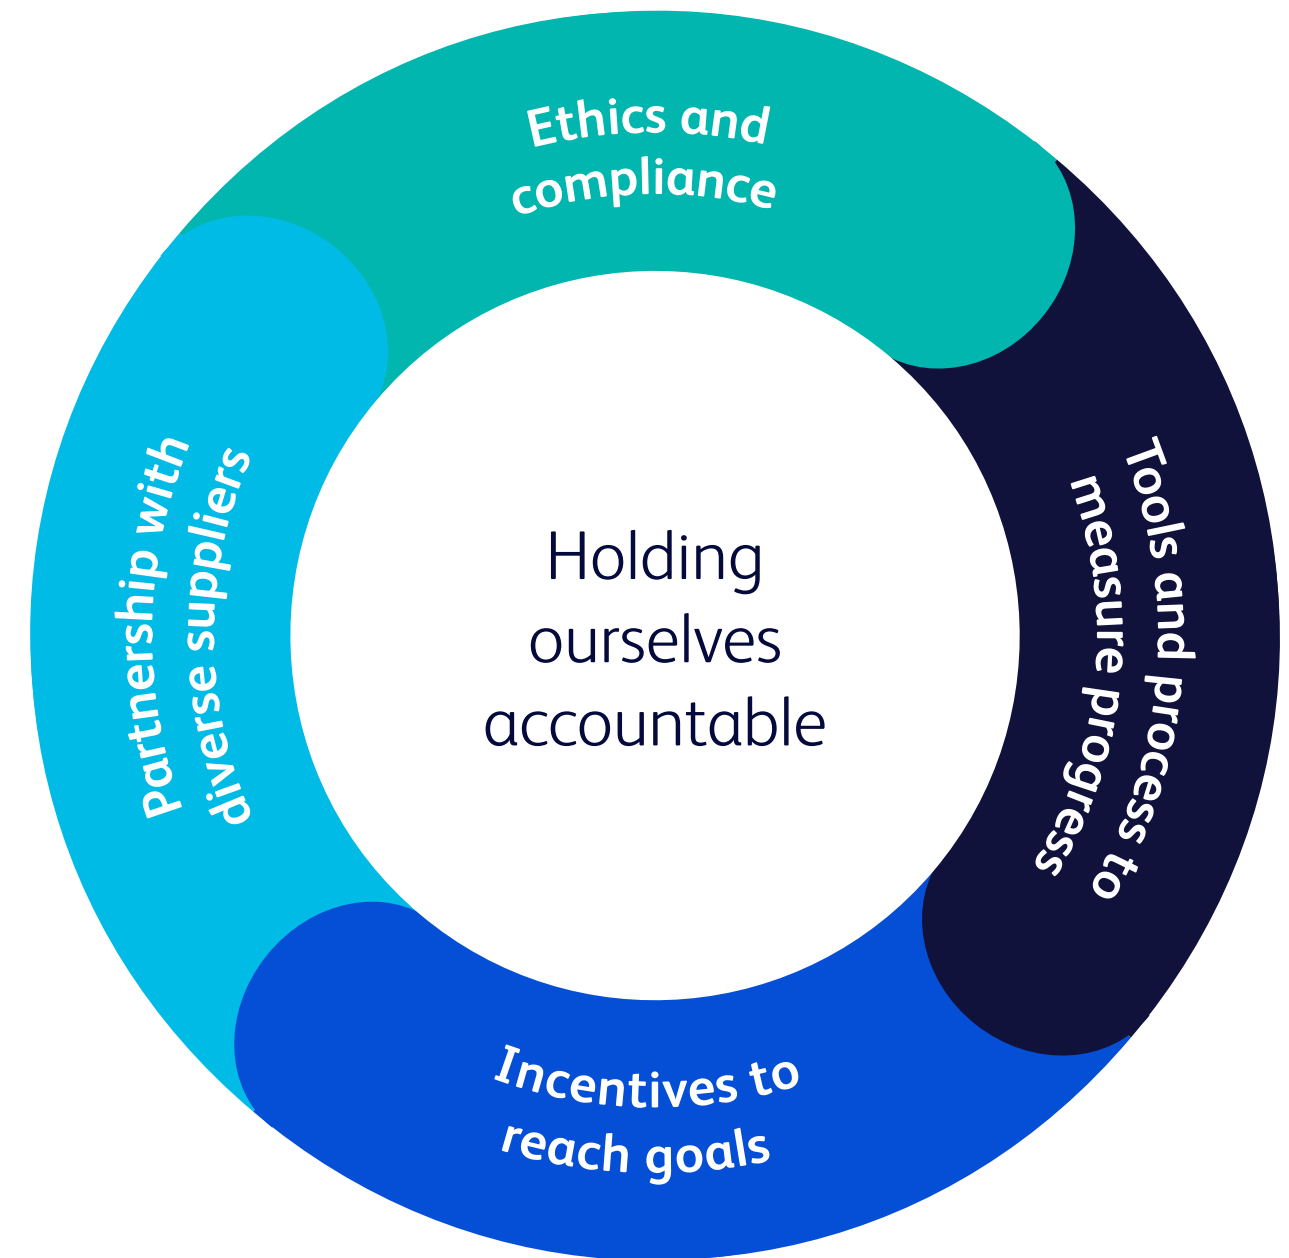 Ethics and
compliance
Tools and process to
measure progress
Incentives to
reach goals
Partnership with
diverse suppliers
Holding
ourselves
accountable